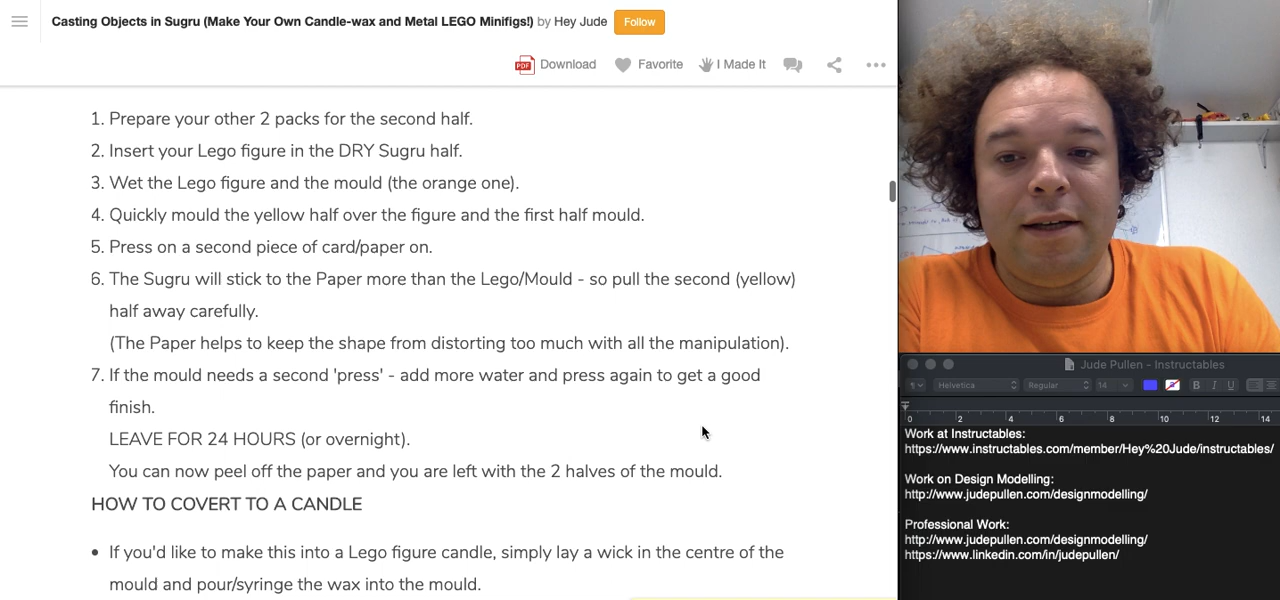 Casting Objects in Sugru (Make Your Own Candle-wax and Metal LEGO Minifigs!) by Hey Jude Follow
PDF Download Favorite I Made It
1. Prepare your other 2 packs for the second half.
2. Insert your Lego figure in the DRY Sugru half.
3. Wet the Lego figure and the mould (the orange one).
4. Quickly mould the yellow half over the figure and the first half mould.
5. Press on a second piece of card/paper on.
6. The Sugru will stick to the Paper more than the Lego/Mould - so pull the second (yellow)
half away carefully.
(The Paper helps to keep the shape from distorting too much with all the manipulation).
7. If the mould needs a second 'press' - add more water and press again to get a good
finish.
LEAVE FOR 24 HOURS (or overnight).
You can now peel off the paper and you are left with the 2 halves of the mould.
HOW TO COVERT TO A CANDLE
• If you'd like to make this into a Lego figure candle, simply lay a wick in the centre of the
mould and pour/syringe the wax into the mould.
Jude Pullen - Instructables
¶ Helvetica Regular 14 B I U
0 2 4 6 8 10 12 14
Work at Instructables:
https://www.instructables.com/member/Hey%20Jude/instructables/
Work on Design Modelling:
http://www.judepullen.com/designmodelling/
Professional Work:
http://www.judepullen.com/designmodelling/
https://www.linkedin.com/in/judepullen/